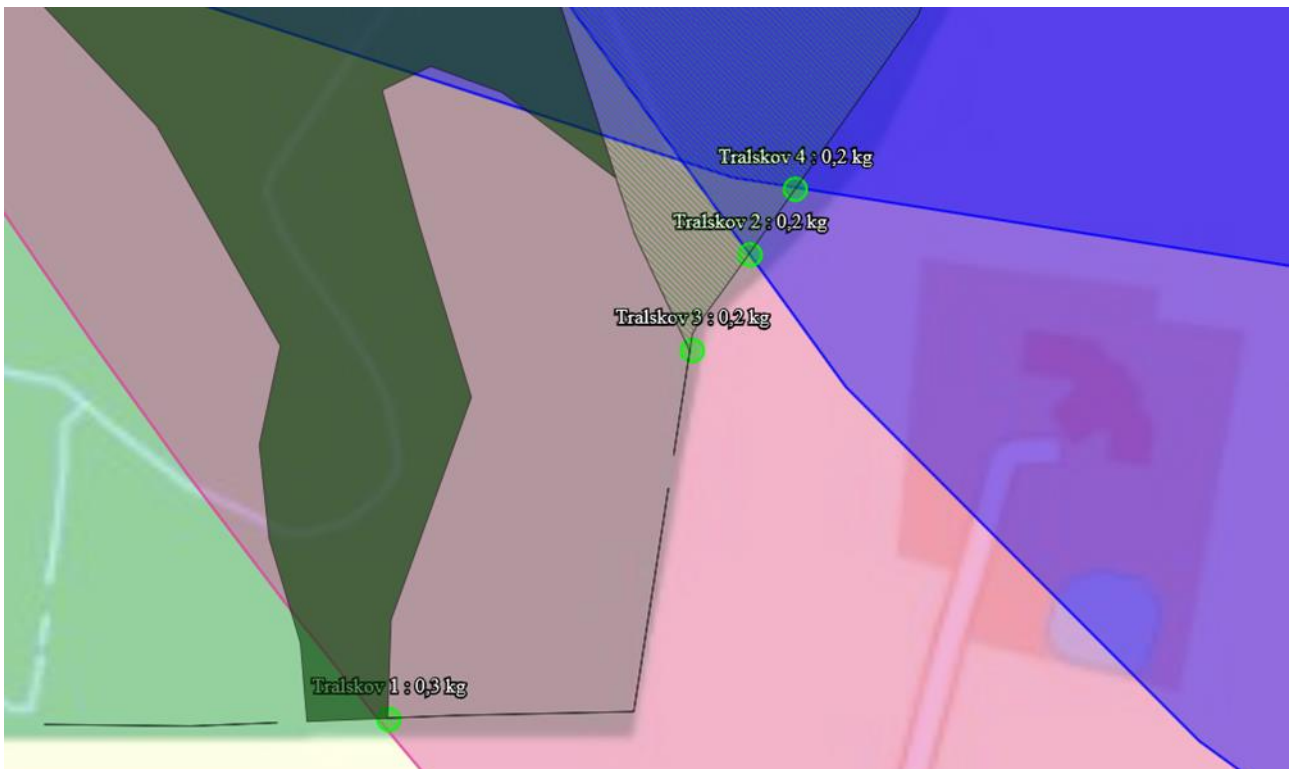 Tralskov 4 : 0,2 kg
Tralskov 2 : 0,2 kg
Tralskov 3 : 0,2 kg
Tralskov 1 : 0,3 kg